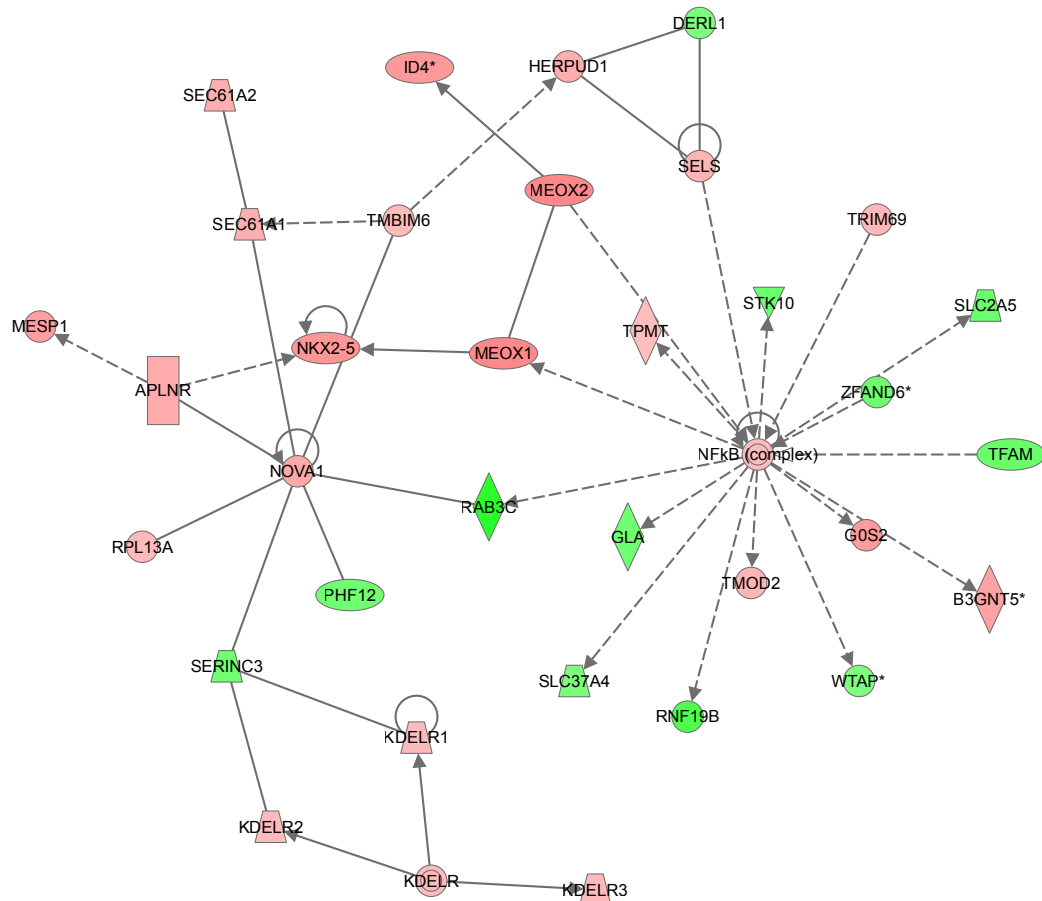 DERL1
ID4*
HERPUD1
SEC61A2
SELS
MEOX2
SEC61A1
TMBIM6
TRIM69
STK10
SLC2A5
MESP1
TPMT
NKX2-5
MEOX1
APLNR
ZFAND6*
NFkB (complex)
TFAM
NOVA1
RAB3C
GLA
G0S2
RPL13A
TMOD2
PHF12
B3GNT5*
SERINC3
SLC37A4
WTAP*
RNF19B
KDELR1
KDELR2
KDELR
KDELR3